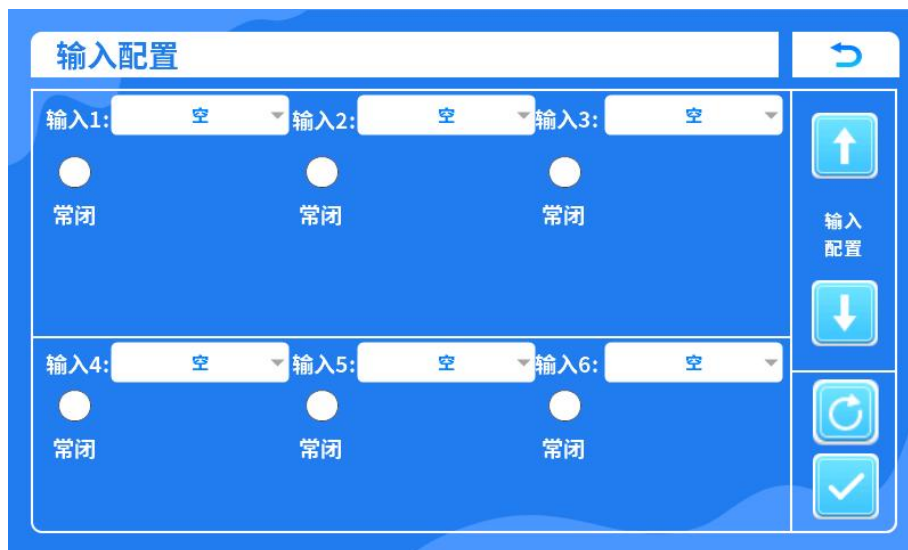 输入配置
输入1: 空 输入2: 空 输入3: 空
常闭 常闭 常闭
输入
配置
输入4: 空 输入5: 空 输入6: 空
常闭 常闭 常闭